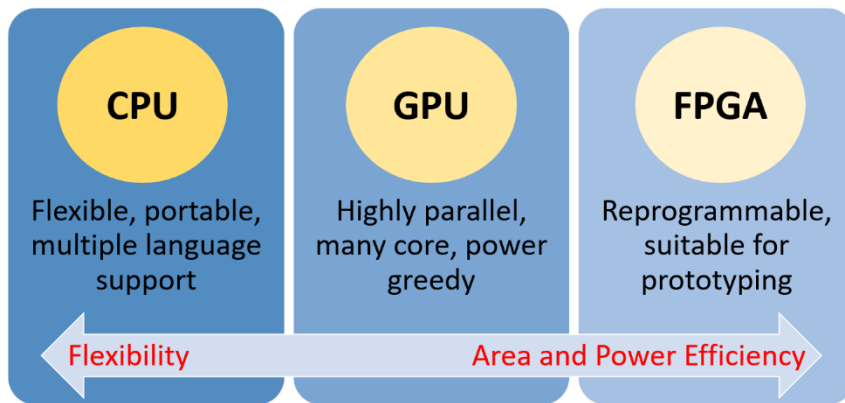 CPU
Flexible, portable,
multiple language
support
GPU
Highly parallel,
many core, power
greedy
FPGA
Reprogrammable,
suitable for
prototyping
Flexibility
Area and Power Efficiency